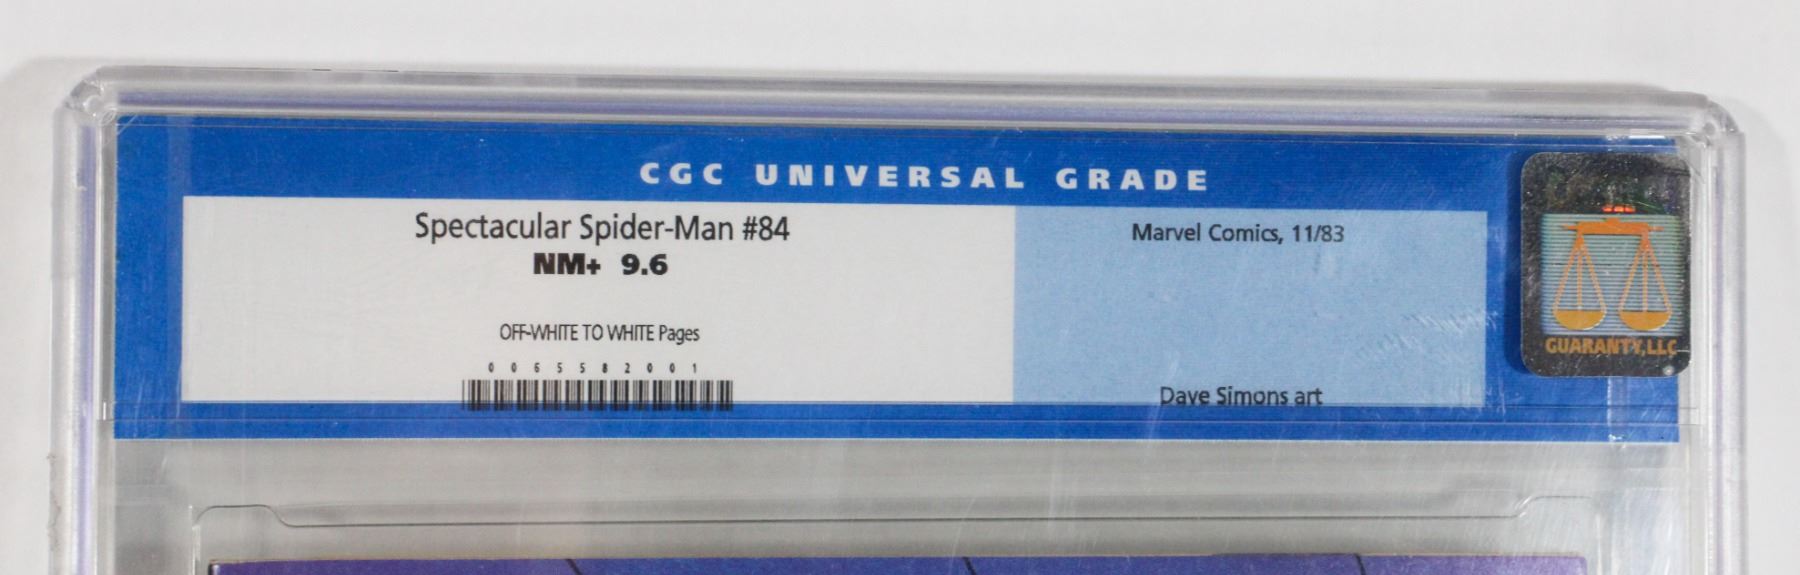 CGC UNIVERSAL GRADE
Spectacular Spider-Man #84
NM+ 9.6
OFF-WHITE TO WHITE Pages
0065582001
Marvel Comics, 11/83
Dave Simons art
CGC
GUARANTY, LLC